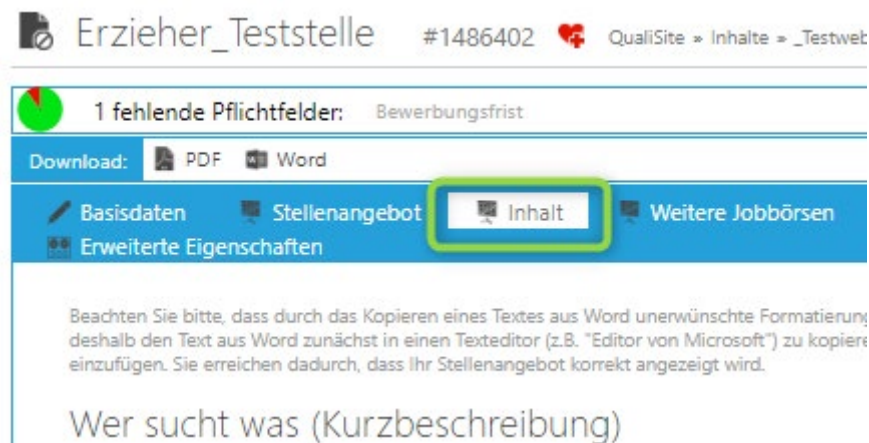 Erzieher_Teststelle #1486402 QualiSite » Inhalte » _Testweb
1 fehlende Pflichtfelder: Bewerbungsfrist
Download: PDF Word
Basisdaten Stellenangebot Inhalt Weitere Jobbörsen
Erweiterte Eigenschaften
Beachten Sie bitte, dass durch das Kopieren eines Textes aus Word unerwünschte Formatierung
deshalb den Text aus Word zunächst in einen Texteditor (z.B. "Editor von Microsoft") zu kopiere
einzufügen. Sie erreichen dadurch, dass Ihr Stellenangebot korrekt angezeigt wird.
Wer sucht was (Kurzbeschreibung)